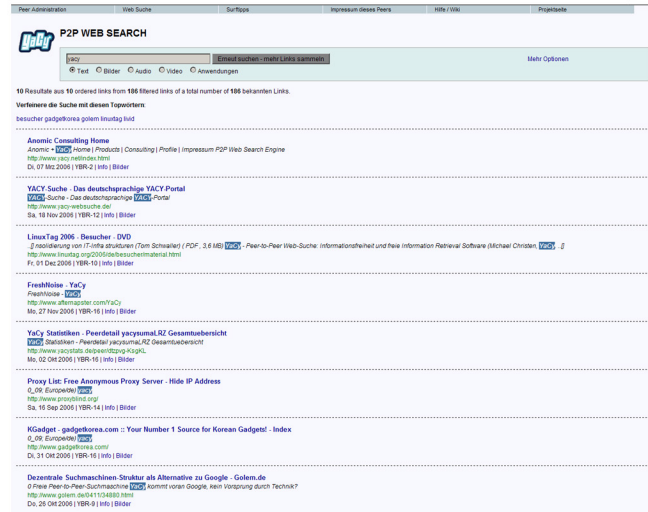 Peer Administration Web Suche Surftipps Impressum dieses Peers Hilfe / Wiki Projektseite
YaCy P2P WEB SEARCH
yacy Erneut suchen - mehr Links sammeln Mehr Optionen
Text Bilder Audio Video Anwendungen
10 Resultate aus 10 ordered links from 186 filtered links of a total number of 186 bekannten Links.
Verfeinere die Suche mit diesen Topwörtern:
besucher gadgetkorea golem linuxtag livid
Anomic Consulting Home
Anomic + YaCy Home | Products | Consulting | Profile | Impressum P2P Web Search Engine
http://www.yacy.net/index.html
Di, 07 Mrz 2006 | YBR-2 | Info | Bilder
YACY-Suche - Das deutschsprachige YACY-Portal
YACY-Suche - Das deutschsprachige YACY-Portal
http://www.yacy-websuche.de/
Sa, 18 Nov 2006 | YBR-12 | Info | Bilder
LinuxTag 2006 - Besucher - DVD
..[] nsolidierung von IT-Infra strukturen (Tom Schwaller) ( PDF , 3,6 MB) YaCy - Peer-to-Peer Web-Suche: Informationsfreiheit und freie Information Retrieval Software (Michael Christen, YaCy, ..[]
http://www.linuxtag.org/2006/de/besucher/material.html
Fr, 01 Dez 2006 | YBR-10 | Info | Bilder
FreshNoise - YaCy
FreshNoise - YaCy
http://www.afternapster.com/YaCy
Mo, 27 Nov 2006 | YBR-16 | Info | Bilder
YaCy Statistiken - Peerdetail yacysumaLRZ Gesamtuebersicht
YaCy Statistiken - Peerdetail yacysumaLRZ Gesamtuebersicht
http://www.yacystats.de/peer/dtzpvg-KsgKL
Mo, 02 Okt 2006 | YBR-16 | Info | Bilder
Proxy List: Free Anonymous Proxy Server - Hide IP Address
0_09; Europe/de) yacy
http://www.proxyblind.org/
Sa, 16 Sep 2006 | YBR-14 | Info | Bilder
KGadget - gadgetkorea.com :: Your Number 1 Source for Korean Gadgets! - Index
0_09; Europe/de) yacy
http://www.gadgetkorea.com/
Di, 31 Okt 2006 | YBR-16 | Info | Bilder
Dezentrale Suchmaschinen-Struktur als Alternative zu Google - Golem.de
0 Freie Peer-to-Peer-Suchmaschine YaCy kommt voran Google, kein Vorsprung durch Technik?
http://www.golem.de/0411/34880.html
Do, 26 Okt 2006 | YBR-9 | Info | Bilder